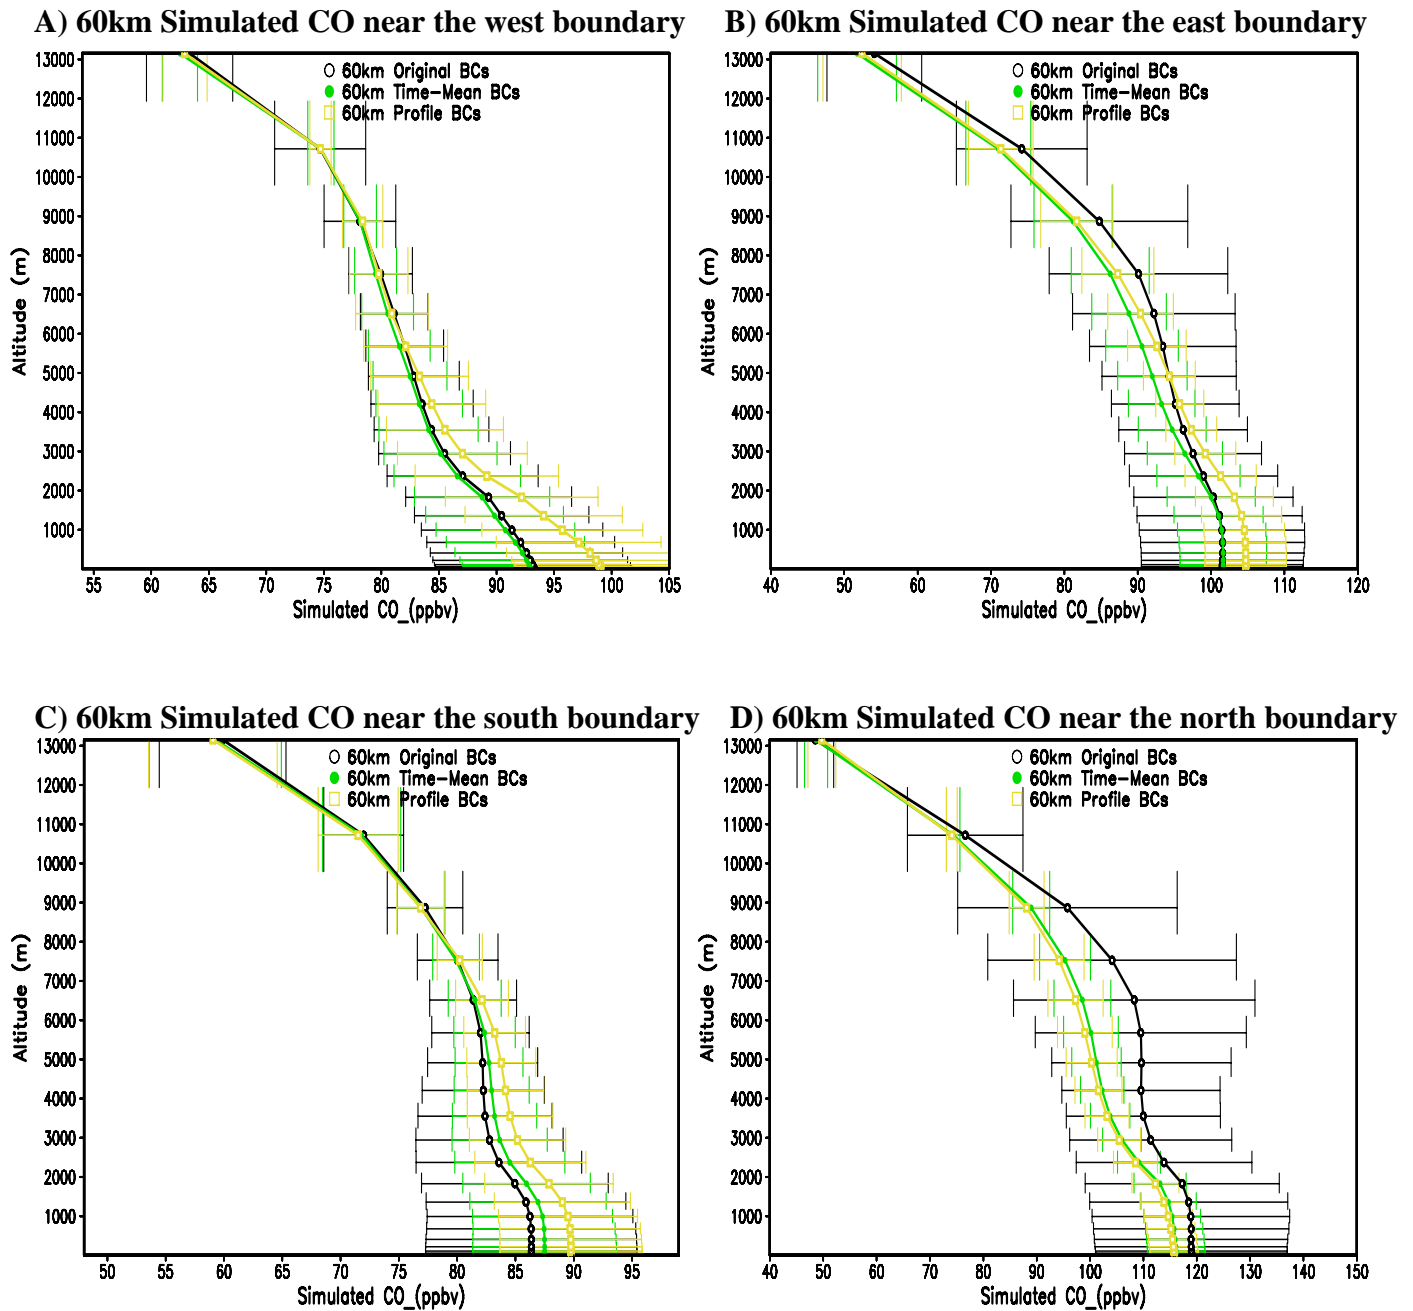 A) 60km Simulated CO near the west boundary
13000
12000
11000
10000
9000
8000
7000
6000
5000
4000
3000
2000
1000
Altitude (m)
60km Original BCs
60km Time-Mean BCs
60km Profile BCs
55 60 65 70 75 80 85 90 95 100 105
Simulated CO_(ppbv)
B) 60km Simulated CO near the east boundary
13000
12000
11000
10000
9000
8000
7000
6000
5000
4000
3000
2000
1000
Altitude (m)
60km Original BCs
60km Time-Mean BCs
60km Profile BCs
40 50 60 70 80 90 100 110 120
Simulated CO_(ppbv)
C) 60km Simulated CO near the south boundary
13000
12000
11000
10000
9000
8000
7000
6000
5000
4000
3000
2000
1000
Altitude (m)
60km Original BCs
60km Time-Mean BCs
60km Profile BCs
50 55 60 65 70 75 80 85 90 95
Simulated CO_(ppbv)
D) 60km Simulated CO near the north boundary
13000
12000
11000
10000
9000
8000
7000
6000
5000
4000
3000
2000
1000
Altitude (m)
60km Original BCs
60km Time-Mean BCs
60km Profile BCs
40 50 60 70 80 90 100 110 120 130 140 150
Simulated CO_(ppbv)